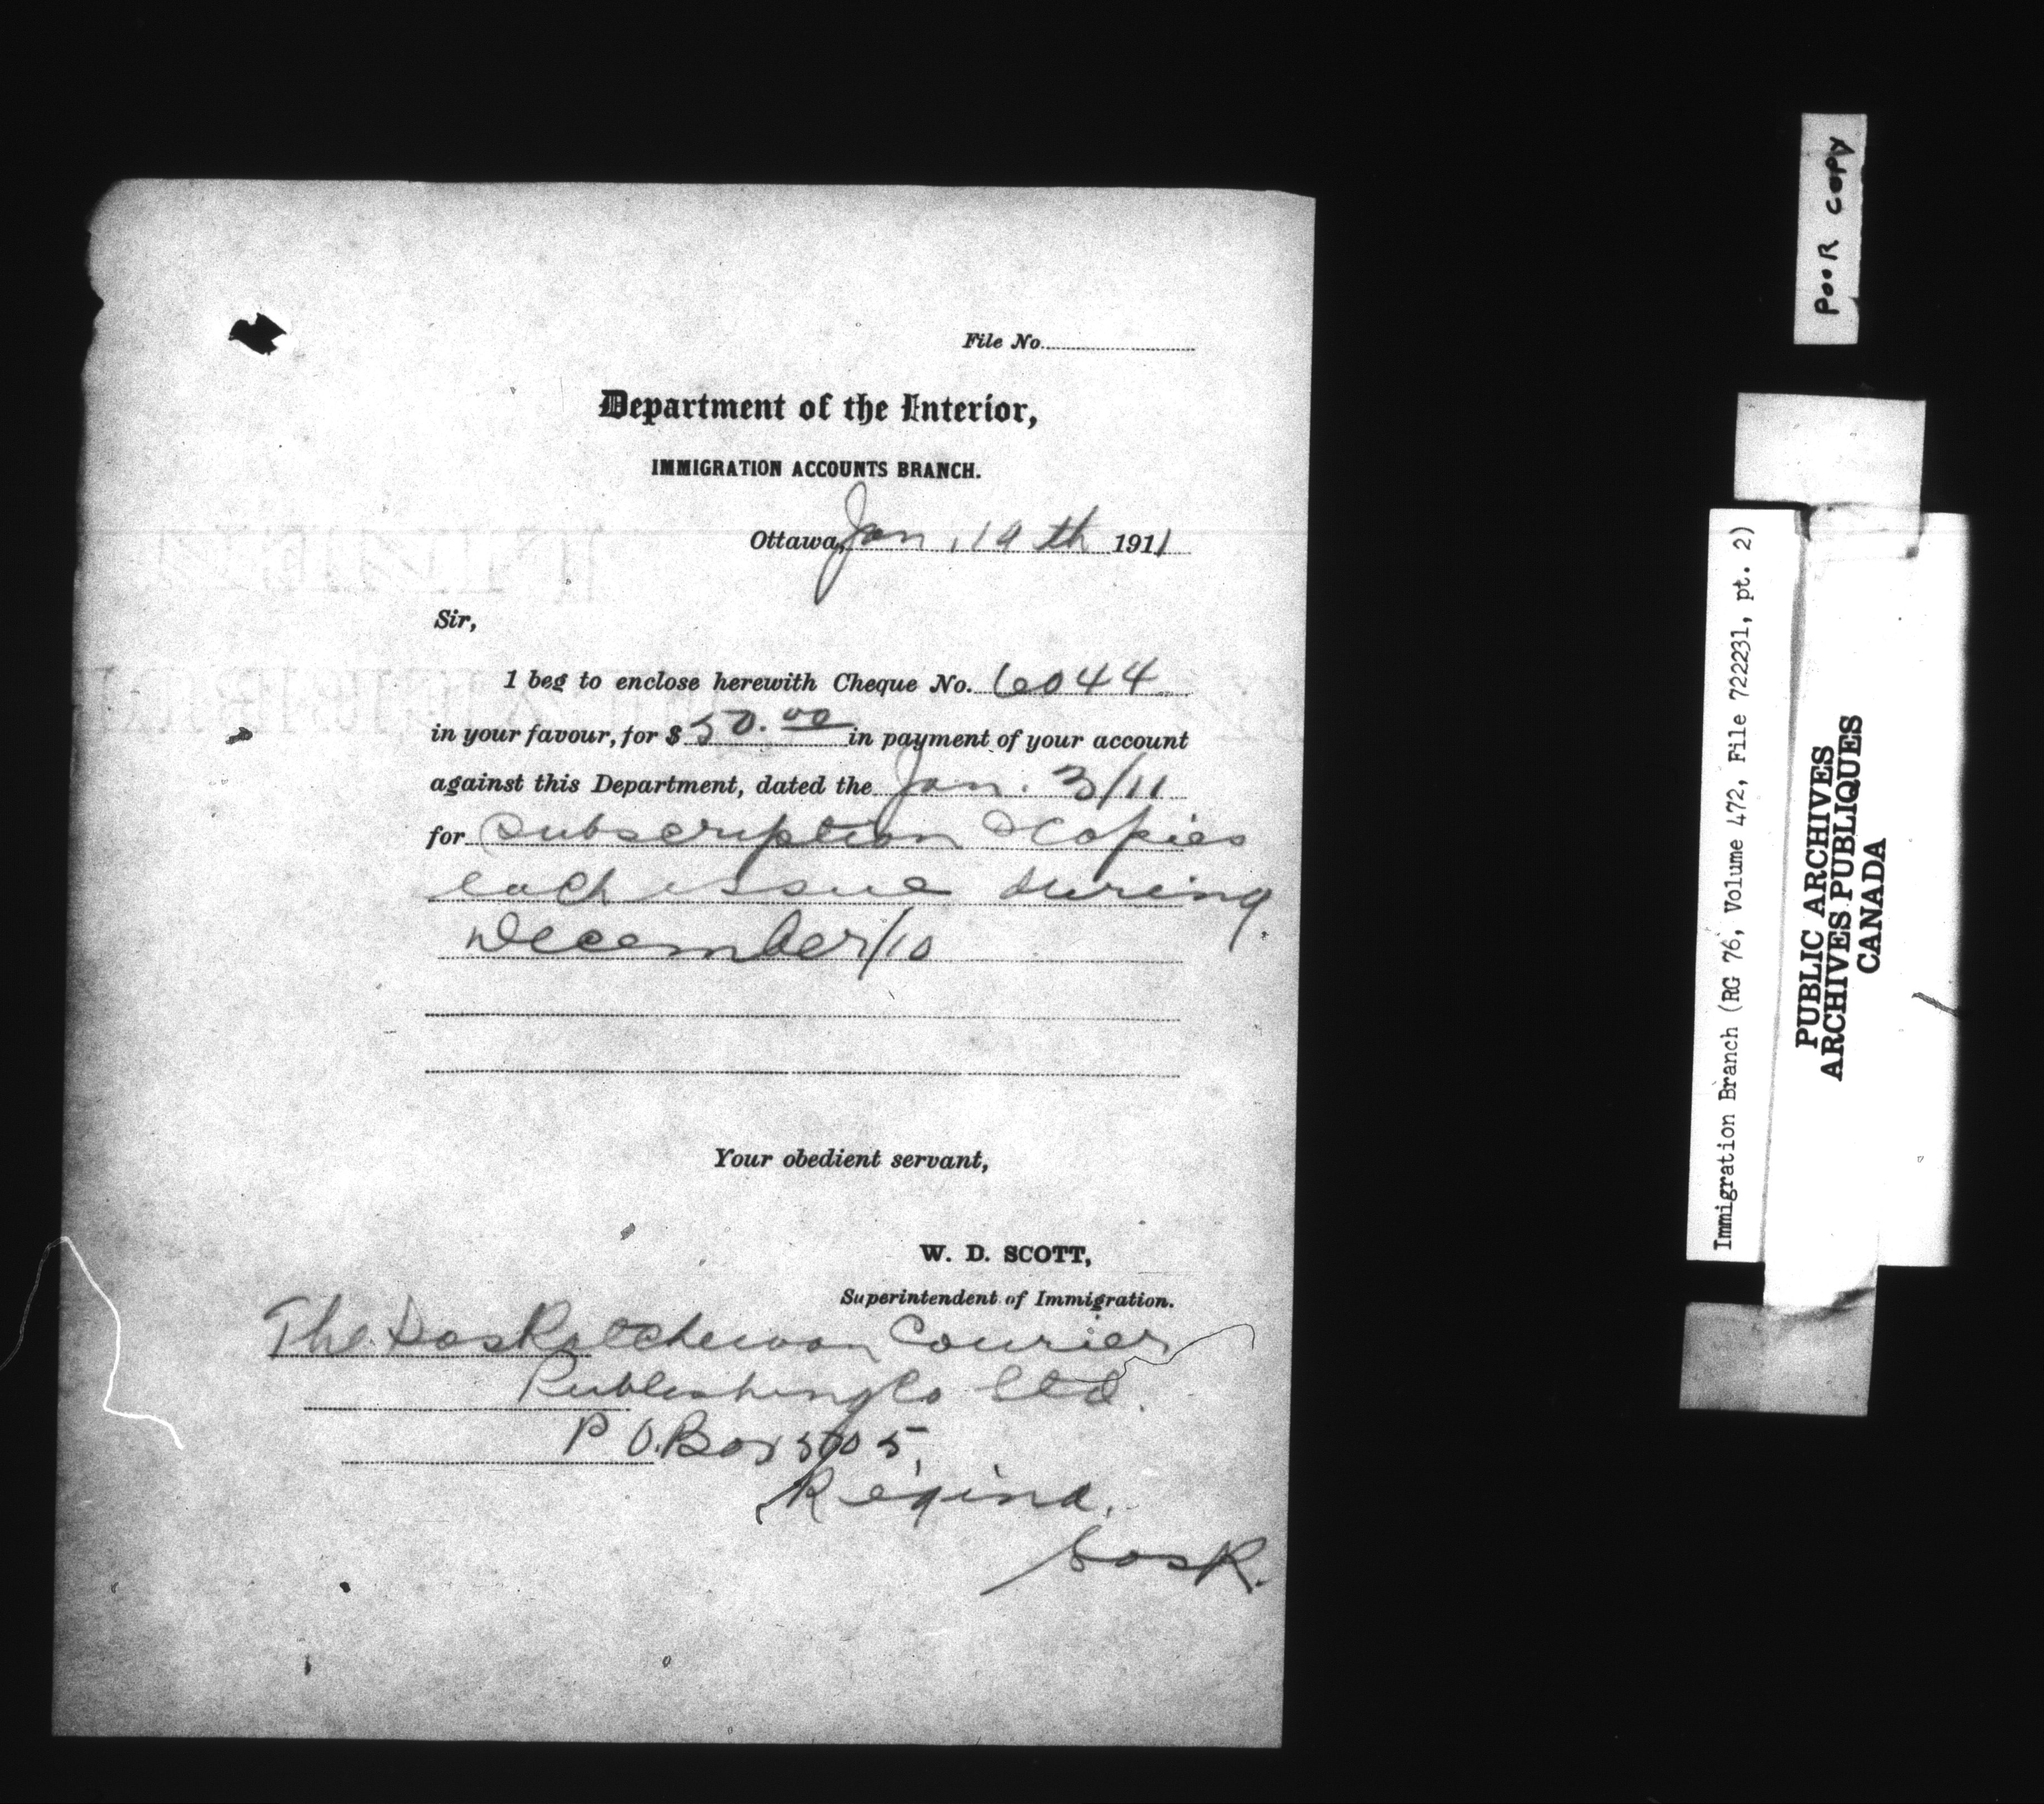 File No.
Department of the Interior,
IMMIGRATION ACCOUNTS BRANCH.
Ottawa, Jan. 19th 1911
Sir,
I beg to enclose herewith Cheque No. 6044
in your favour, for $ 50.00 in payment of your account
against this Department, dated the Jan. 3/11
for subscription copies
each issue during
December/10
Your obedient servant,
W. D. SCOTT,
Superintendent of Immigration.
The Saskatchewan Courier
Publishing Co Ltd.
P O. Box 505,
Regina,
Sask.
POOR COPY
Immigration Branch (RG 76, Volume 472, File 722231, pt. 2)
PUBLIC ARCHIVES
ARCHIVES PUBLIQUES
CANADA